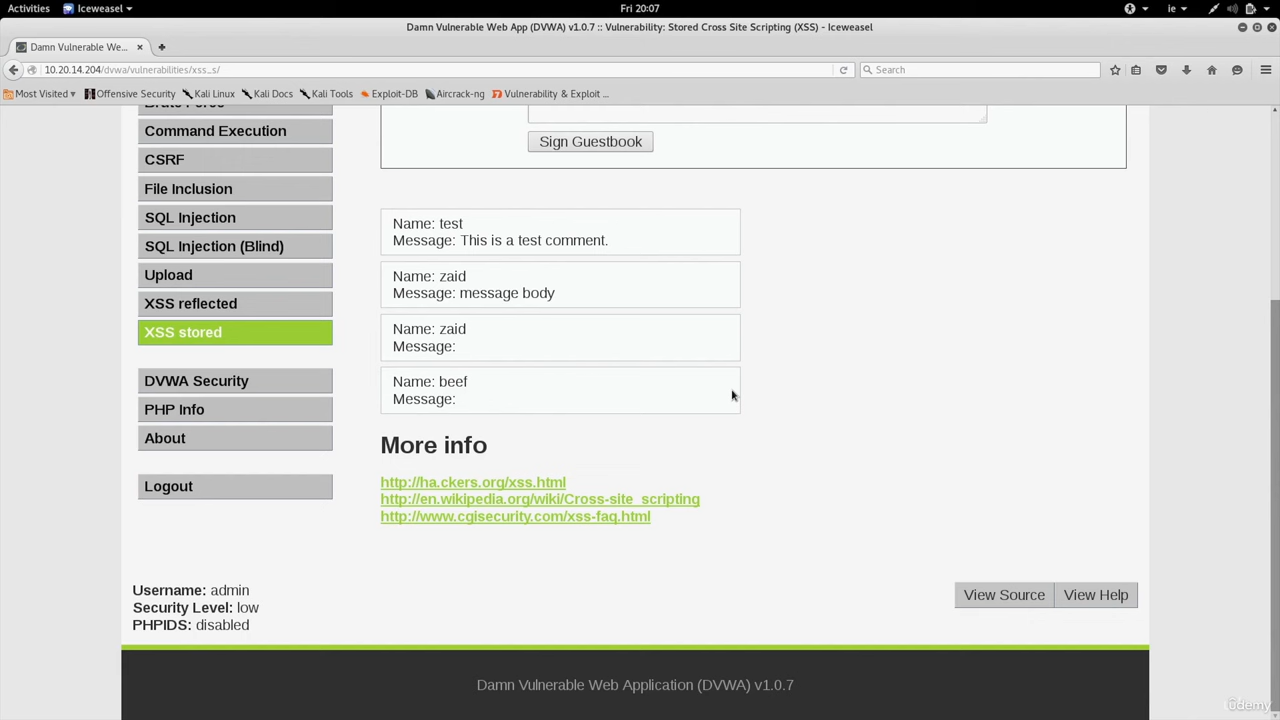 Activities Iceweasel Fri 20:07 ie
Damn Vulnerable Web App (DVWA) v1.0.7 :: Vulnerability: Stored Cross Site Scripting (XSS) - Iceweasel
Damn Vulnerable We...
10.20.14.204/dvwa/vulnerabilities/xss_s/ Search
Most Visited Offensive Security Kali Linux Kali Docs Kali Tools Exploit-DB Aircrack-ng Vulnerability & Exploit ...
Brute Force
Command Execution
CSRF
File Inclusion
SQL Injection
SQL Injection (Blind)
Upload
XSS reflected
XSS stored
DVWA Security
PHP Info
About
Logout
Sign Guestbook
Name: test
Message: This is a test comment.
Name: zaid
Message: message body
Name: zaid
Message:
Name: beef
Message:
More info
http://ha.ckers.org/xss.html
http://en.wikipedia.org/wiki/Cross-site_scripting
http://www.cgisecurity.com/xss-faq.html
Username: admin
Security Level: low
PHPIDS: disabled
View Source View Help
Damn Vulnerable Web Application (DVWA) v1.0.7
Udemy